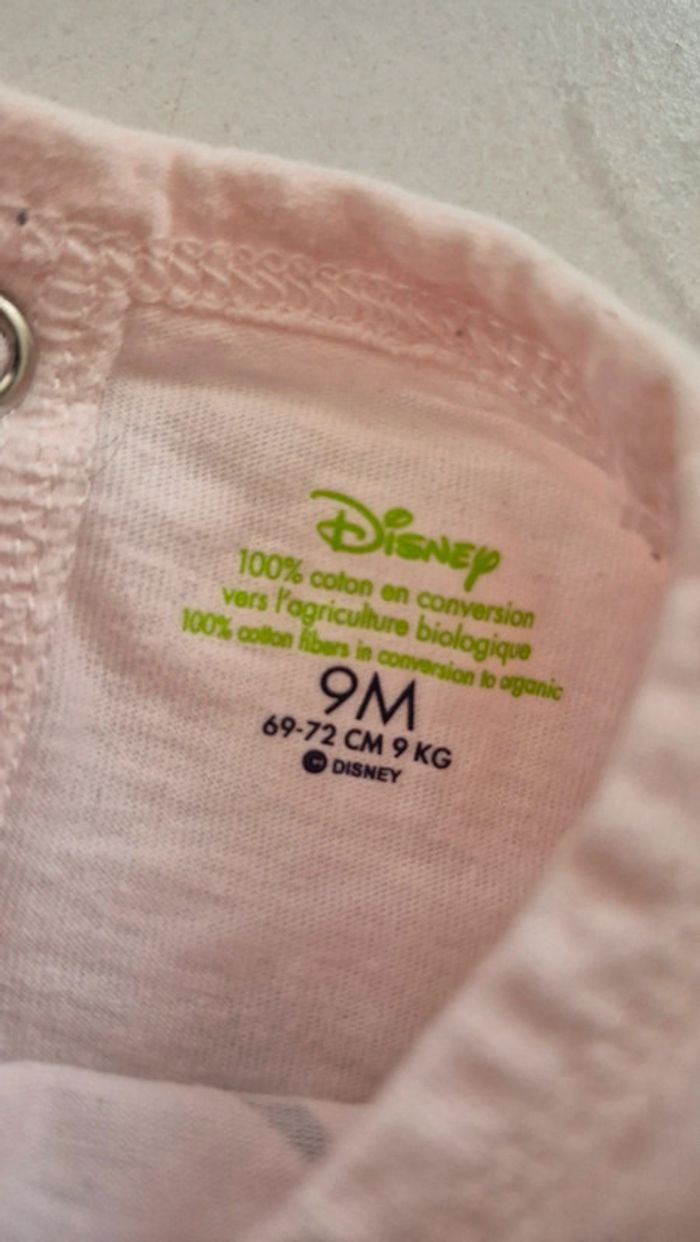 Disney
100% coton en conversion
vers l'agriculture biologique
100% cotton fibers in conversion to organic
9M
69-72 CM 9 KG
© DISNEY